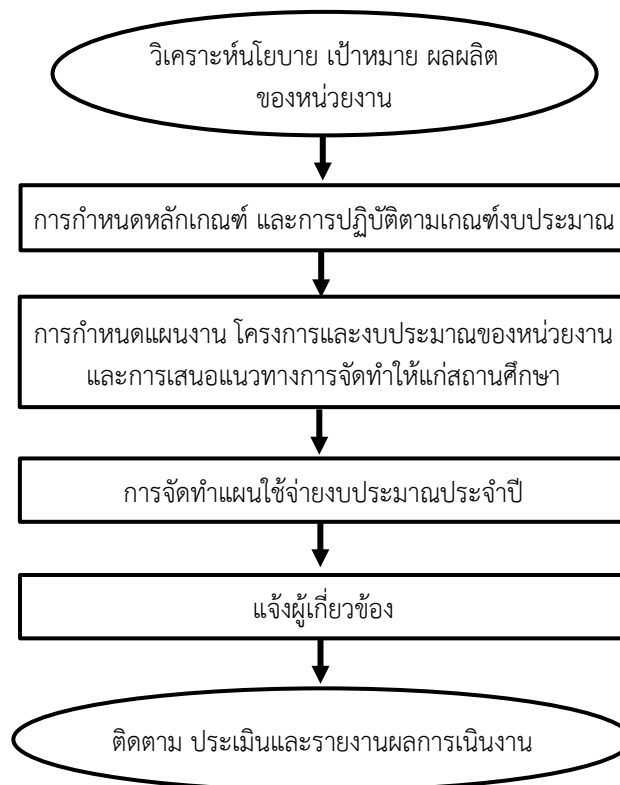 วิเคราะห์นโยบาย เป้าหมาย ผลผลิต
ของหน่วยงาน
การกำหนดหลักเกณฑ์ และการปฏิบัติตามเกณฑ์งบประมาณ
การกำหนดแผนงาน โครงการและงบประมาณของหน่วยงาน
และการเสนอแนวทางการจัดทำให้แก่สถานศึกษา
การจัดทำแผนใช้จ่ายงบประมาณประจำปี
แจ้งผู้เกี่ยวข้อง
ติดตาม ประเมินและรายงานผลการเนินงาน